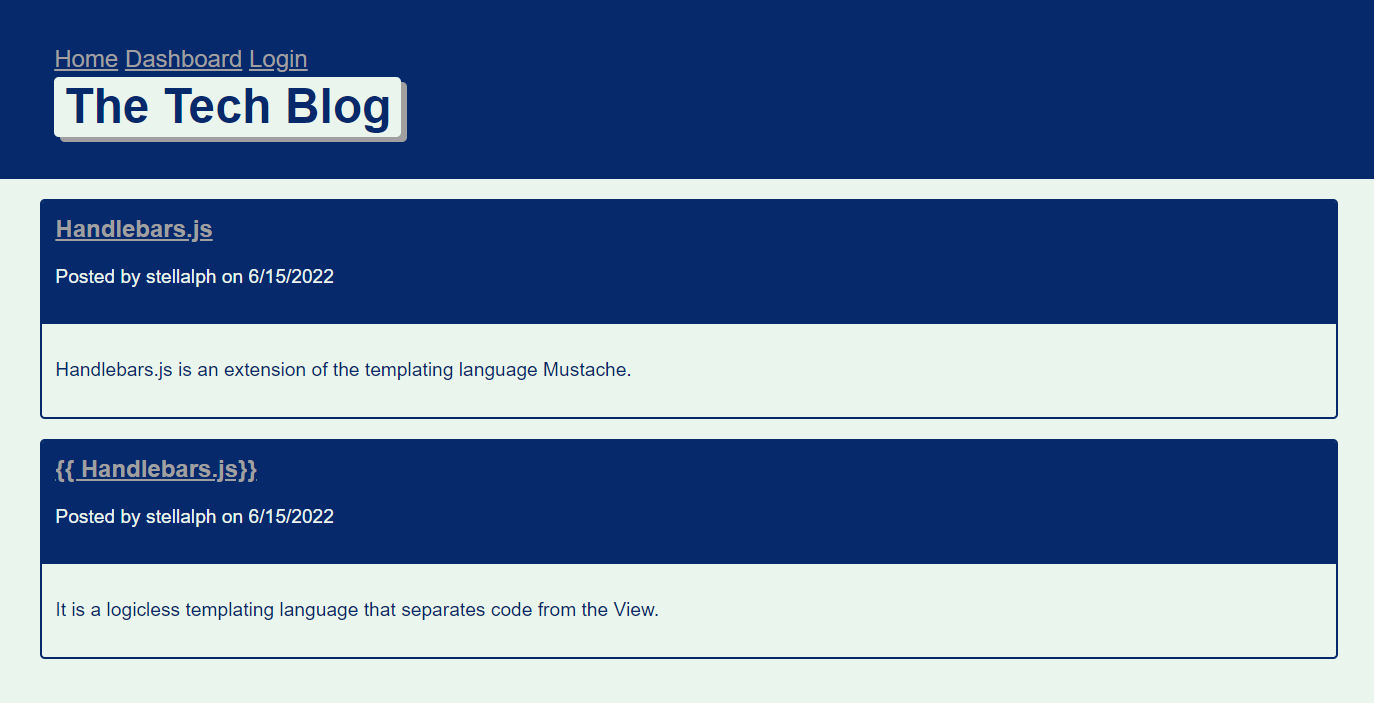 Home Dashboard Login
The Tech Blog
Handlebars.js
Posted by stellalph on 6/15/2022
Handlebars.js is an extension of the templating language Mustache.
{{ Handlebars.js}}
Posted by stellalph on 6/15/2022
It is a logicless templating language that separates code from the View.